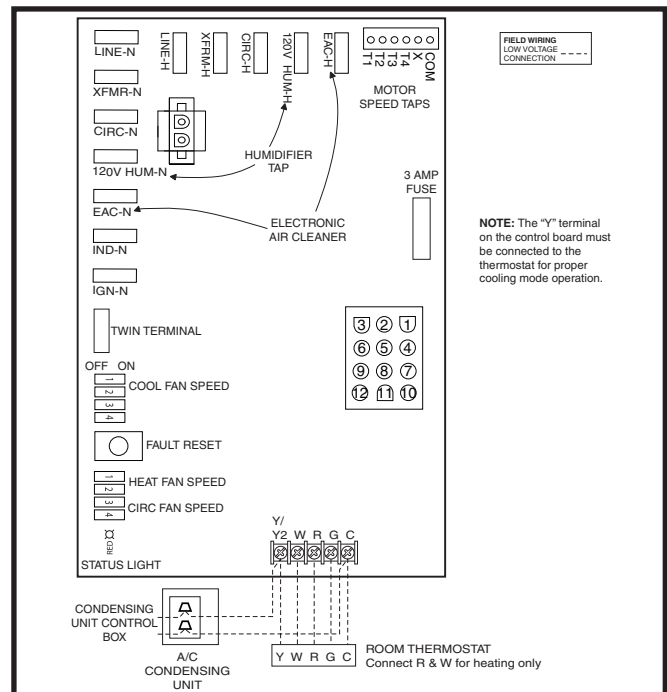 LINE-N
LINE-H
XFRM-H
CIRC-H
120V HUM-H
EAC-H
T1
T2
T3
T4
X
COM
MOTOR
SPEED TAPS
FIELD WIRING
LOW VOLTAGE
CONNECTION
XFMR-N
CIRC-N
HUMIDIFIER
TAP
120V HUM-N
3 AMP
FUSE
EAC-N
ELECTRONIC
AIR CLEANER
IND-N
IGN-N
NOTE: The "Y" terminal
on the control board must
be connected to the
thermostat for proper
cooling mode operation.
TWIN TERMINAL
3 2 1
6 5 4
9 8 7
12 11 10
OFF ON
1
2
3
4
COOL FAN SPEED
FAULT RESET
1
2
3
4
HEAT FAN SPEED
CIRC FAN SPEED
RED
STATUS LIGHT
Y/
Y2 W R G C
CONDENSING
UNIT CONTROL
BOX
A/C
CONDENSING
UNIT
Y W R G C
ROOM THERMOSTAT
Connect R & W for heating only